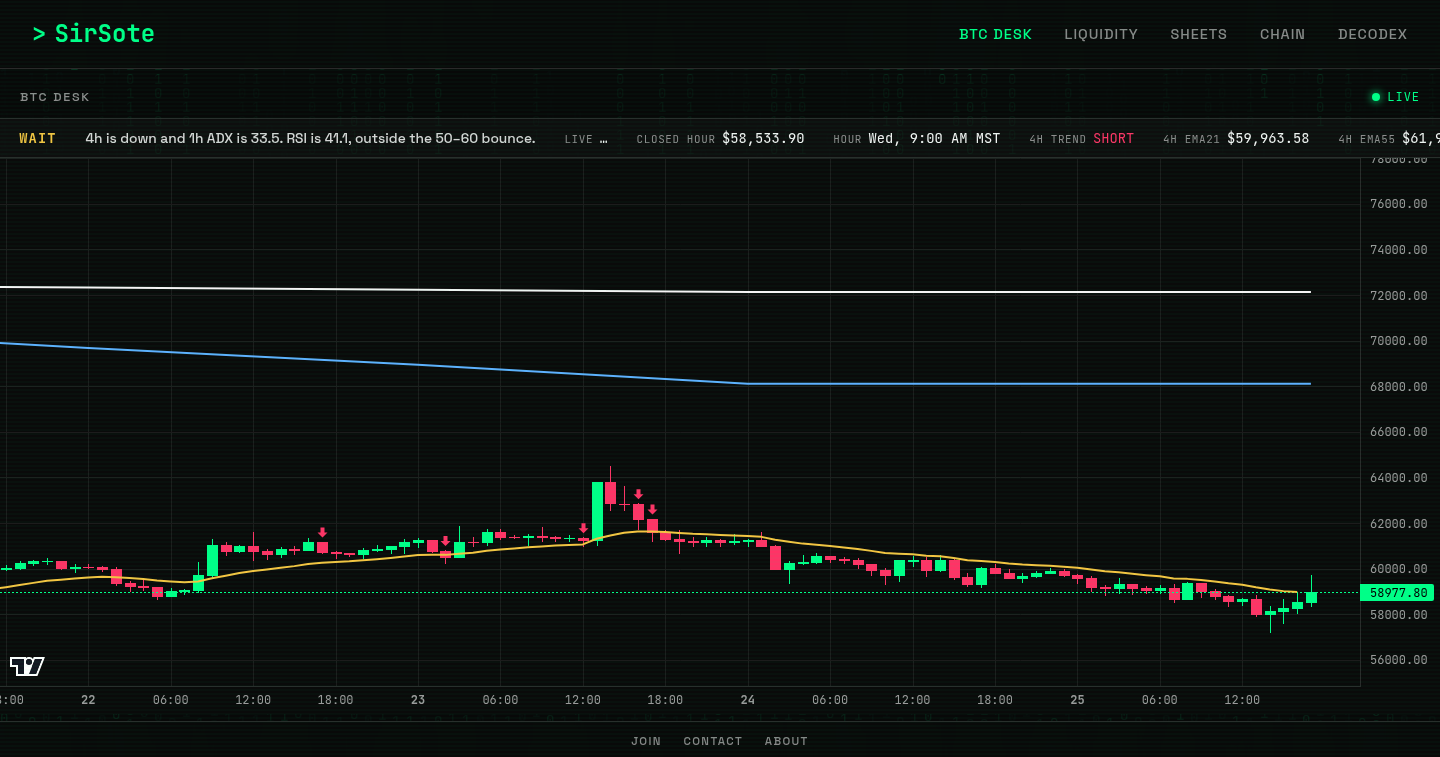 > SirSote
BTC DESK LIQUIDITY SHEETS CHAIN DECODEX
BTC DESK
LIVE
WAIT 4h is down and 1h ADX is 33.5. RSI is 41.1, outside the 50–60 bounce. LIVE … CLOSED HOUR $58,533.90 HOUR Wed, 9:00 AM MST 4H TREND SHORT 4H EMA21 $59,963.58 4H EMA55 $61,9
78000.00
76000.00
74000.00
72000.00
70000.00
68000.00
66000.00
64000.00
62000.00
60000.00
58977.80
58000.00
56000.00
:00 22 06:00 12:00 18:00 23 06:00 12:00 18:00 24 06:00 12:00 18:00 25 06:00 12:00
JOIN CONTACT ABOUT